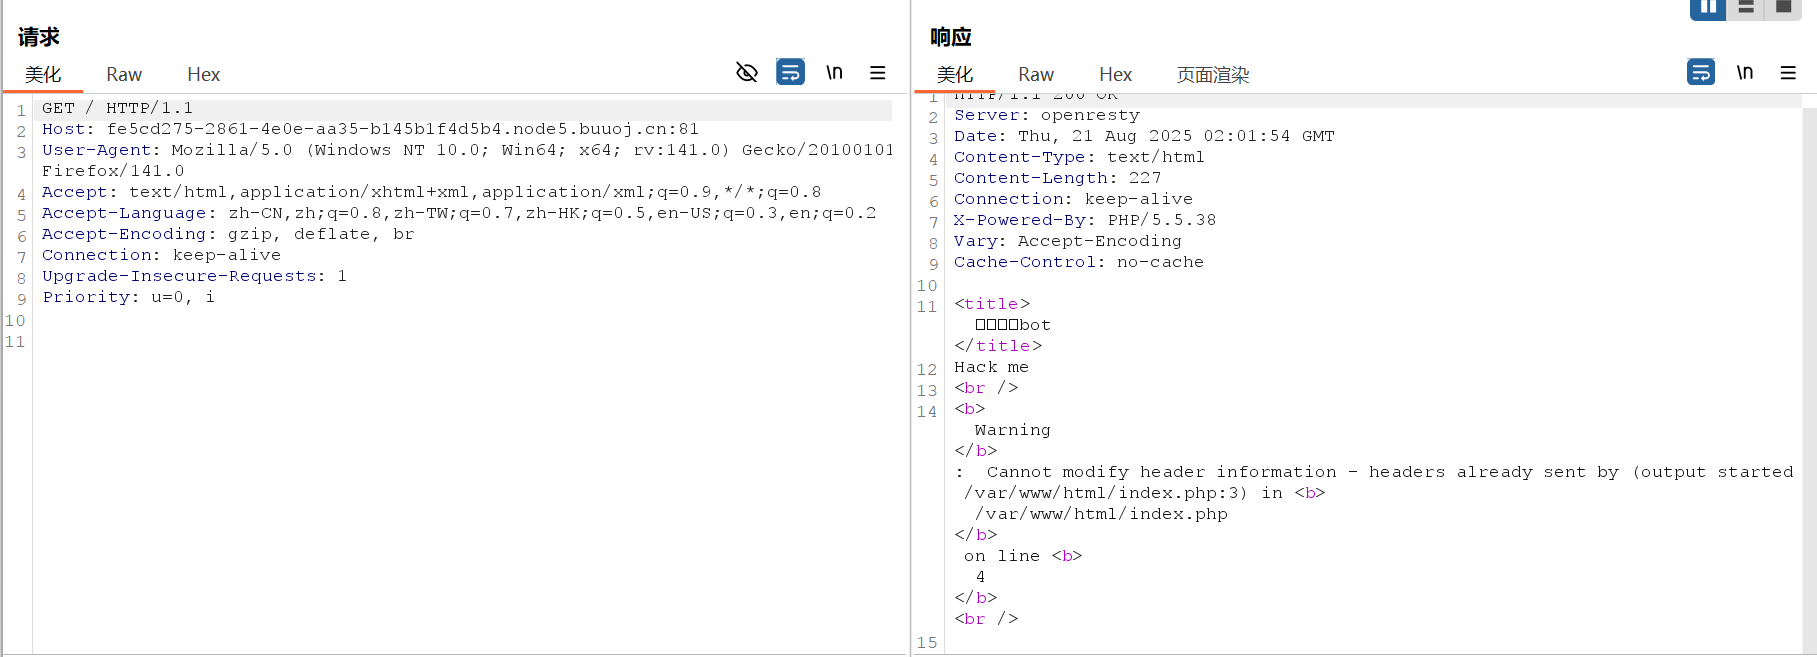 请求
美化 Raw Hex \n
1 GET / HTTP/1.1
2 Host: fe5cd275-2861-4e0e-aa35-b145b1f4d5b4.node5.buuoj.cn:81
3 User-Agent: Mozilla/5.0 (Windows NT 10.0; Win64; x64; rv:141.0) Gecko/20100101
Firefox/141.0
4 Accept: text/html,application/xhtml+xml,application/xml;q=0.9,*/*;q=0.8
5 Accept-Language: zh-CN,zh;q=0.8,zh-TW;q=0.7,zh-HK;q=0.5,en-US;q=0.3,en;q=0.2
6 Accept-Encoding: gzip, deflate, br
7 Connection: keep-alive
8 Upgrade-Insecure-Requests: 1
9 Priority: u=0, i
10
11
响应
美化 Raw Hex 页面渲染 \n
1 HTTP/1.1 200 OK
2 Server: openresty
3 Date: Thu, 21 Aug 2025 02:01:54 GMT
4 Content-Type: text/html
5 Content-Length: 227
6 Connection: keep-alive
7 X-Powered-By: PHP/5.5.38
8 Vary: Accept-Encoding
9 Cache-Control: no-cache
10
11 <title>
□□□□bot
</title>
12 Hack me
13 <br />
14 <b>
Warning
</b>
:  Cannot modify header information - headers already sent by (output started
/var/www/html/index.php:3) in <b>
/var/www/html/index.php
</b>
on line <b>
4
</b>
<br />
15